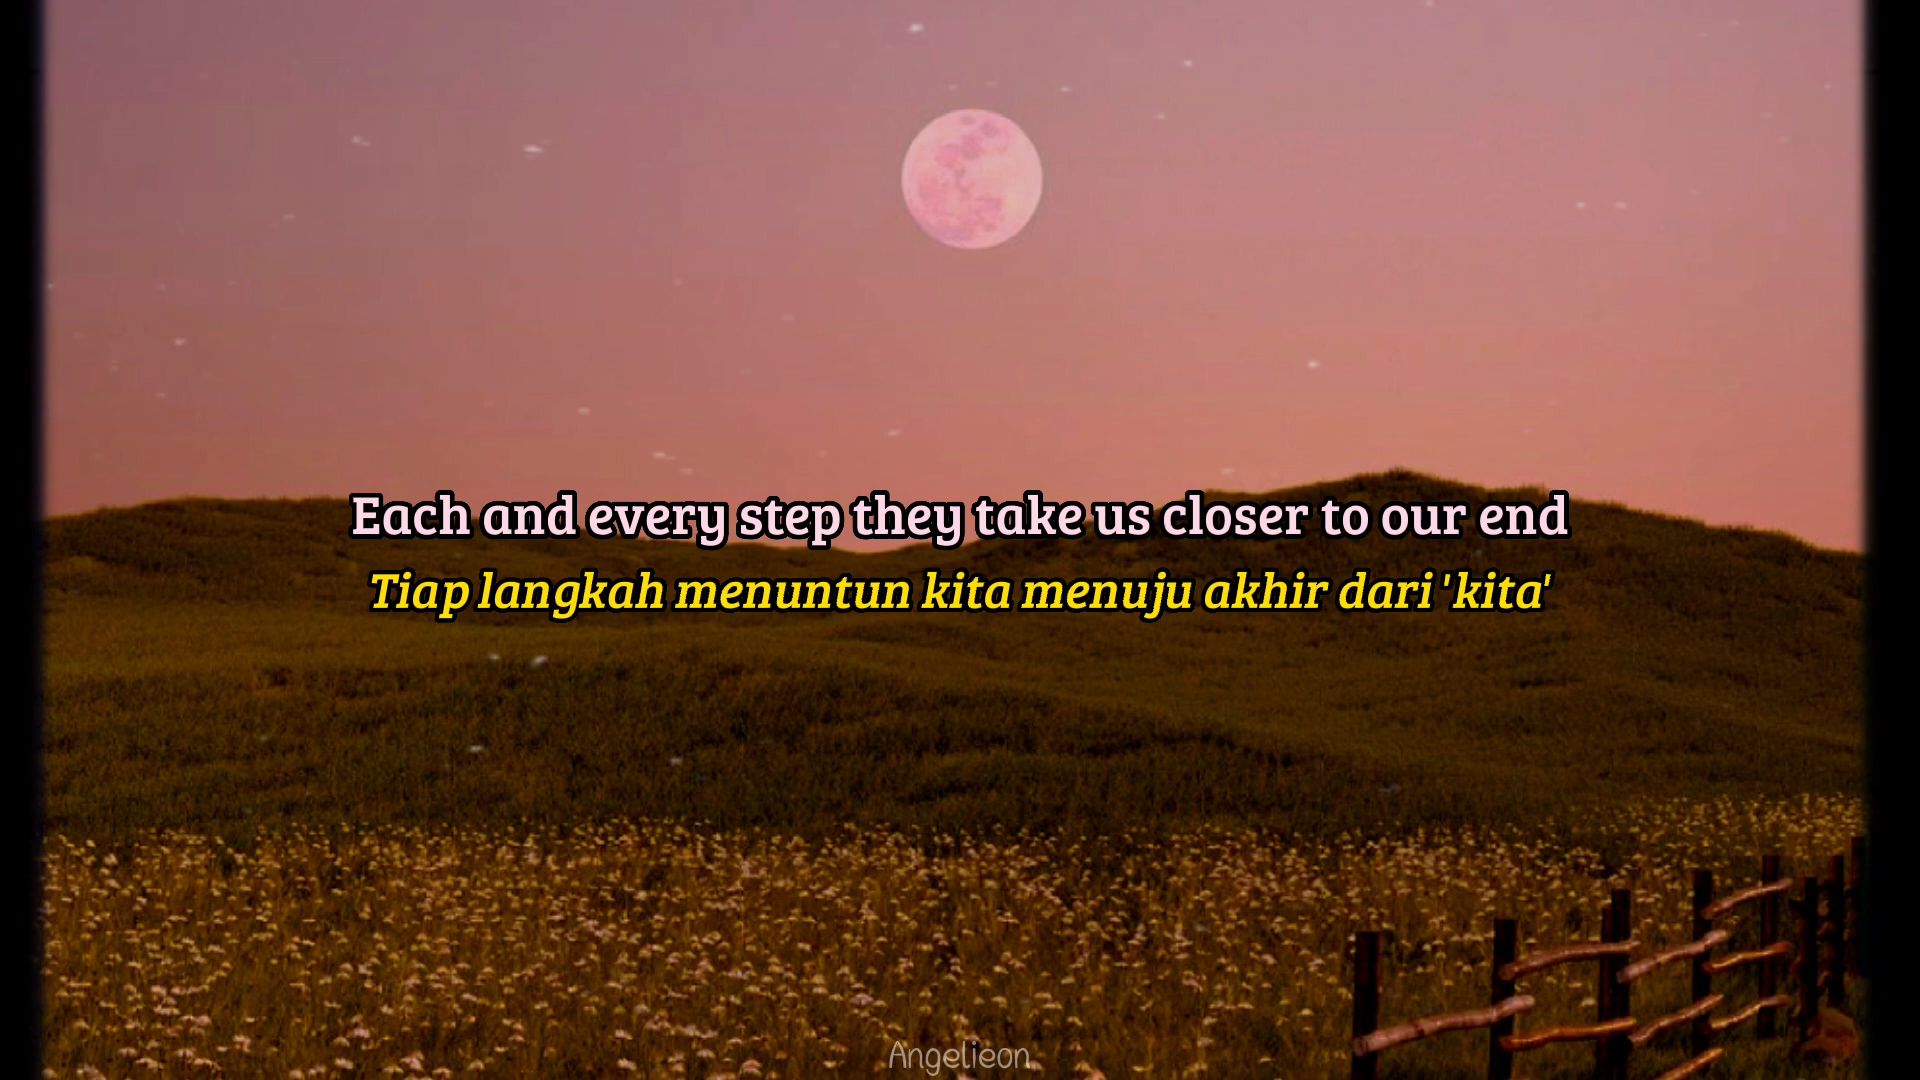 Each and every step they take us closer to our end
Tiap langkah menuntun kita menuju akhir dari 'kita'
Angelieon